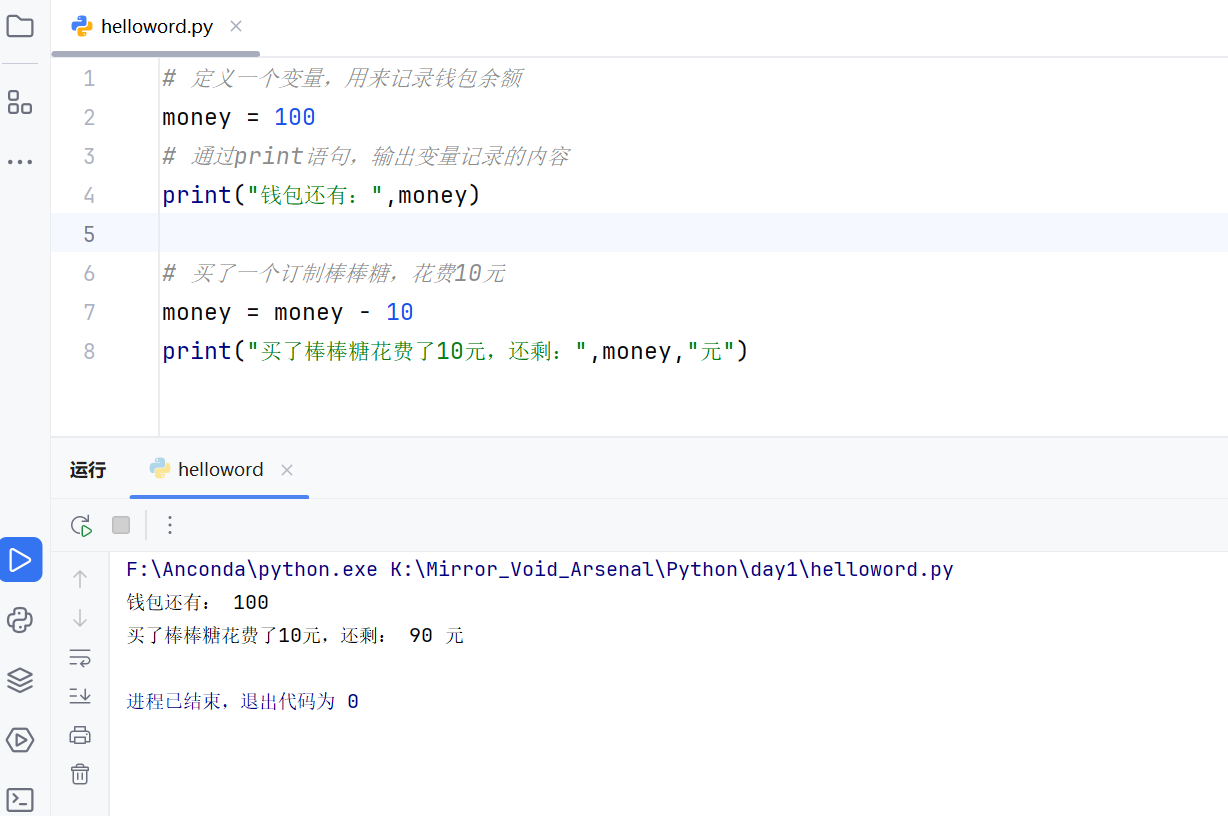 helloword.py
1 # 定义一个变量，用来记录钱包余额
2 money = 100
3 # 通过print语句，输出变量记录的内容
4 print("钱包还有：",money)
5
6 # 买了一个订制棒棒糖，花费10元
7 money = money - 10
8 print("买了棒棒糖花费了10元，还剩：",money,"元")
运行 helloword
F:\Anconda\python.exe K:\Mirror_Void_Arsenal\Python\day1\helloword.py
钱包还有： 100
买了棒棒糖花费了10元，还剩： 90 元
进程已结束，退出代码为 0